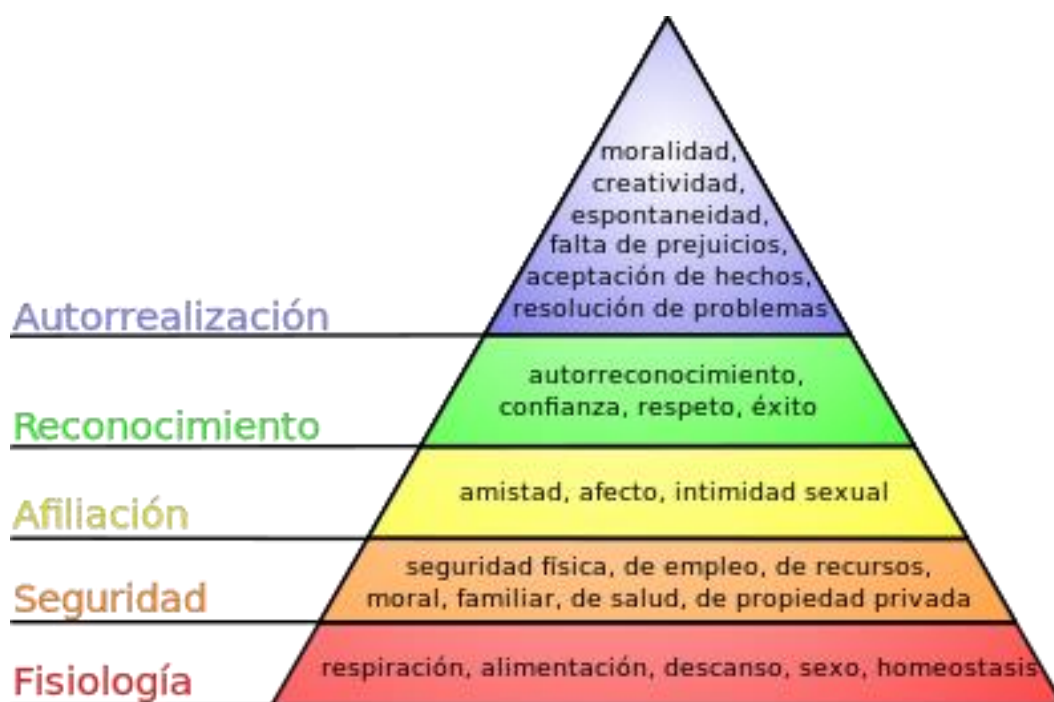 moralidad,
creatividad,
espontaneidad,
falta de prejuicios,
aceptación de hechos,
resolución de problemas
Autorrealización
autorreconocimiento,
confianza, respeto, éxito
Reconocimiento
amistad, afecto, intimidad sexual
Afiliación
seguridad física, de empleo, de recursos,
moral, familiar, de salud, de propiedad privada
Seguridad
respiración, alimentación, descanso, sexo, homeostasis
Fisiología